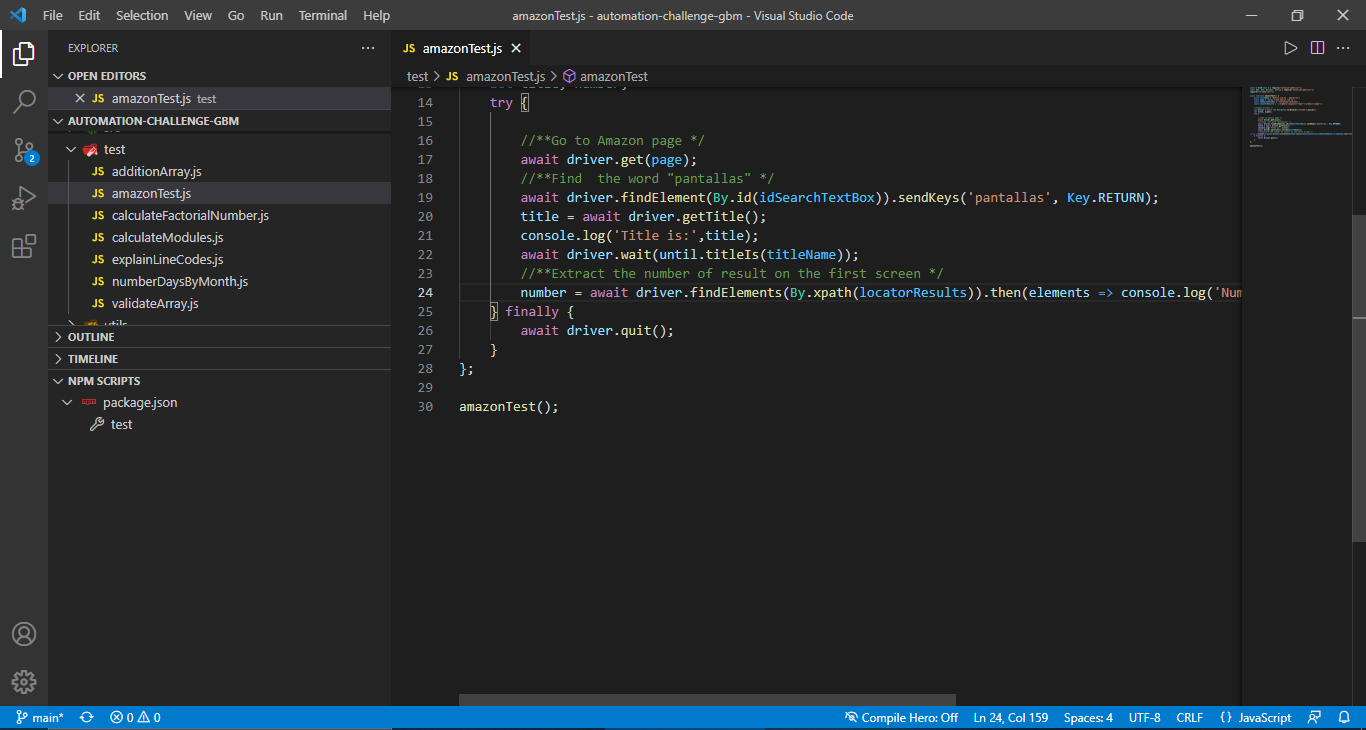 File Edit Selection View Go Run Terminal Help
amazonTest.js - automation-challenge-gbm - Visual Studio Code
EXPLORER
OPEN EDITORS
JS amazonTest.js test
AUTOMATION-CHALLENGE-GBM
test
JS additionArray.js
JS amazonTest.js
JS calculateFactorialNumber.js
JS calculateModules.js
JS explainLineCodes.js
JS numberDaysByMonth.js
JS validateArray.js
utils
OUTLINE
TIMELINE
NPM SCRIPTS
package.json
test
2
JS amazonTest.js
test > JS amazonTest.js > amazonTest
14 try {
15
16 //**Go to Amazon page */
17 await driver.get(page);
18 //**Find  the word "pantallas" */
19 await driver.findElement(By.id(idSearchTextBox)).sendKeys('pantallas', Key.RETURN);
20 title = await driver.getTitle();
21 console.log('Title is:',title);
22 await driver.wait(until.titleIs(titleName));
23 //**Extract the number of result on the first screen */
24 number = await driver.findElements(By.xpath(locatorResults)).then(elements => console.log('Num
25 } finally {
26 await driver.quit();
27 }
28 };
29
30 amazonTest();
main* 0 0 Compile Hero: Off Ln 24, Col 159 Spaces: 4 UTF-8 CRLF {} JavaScript